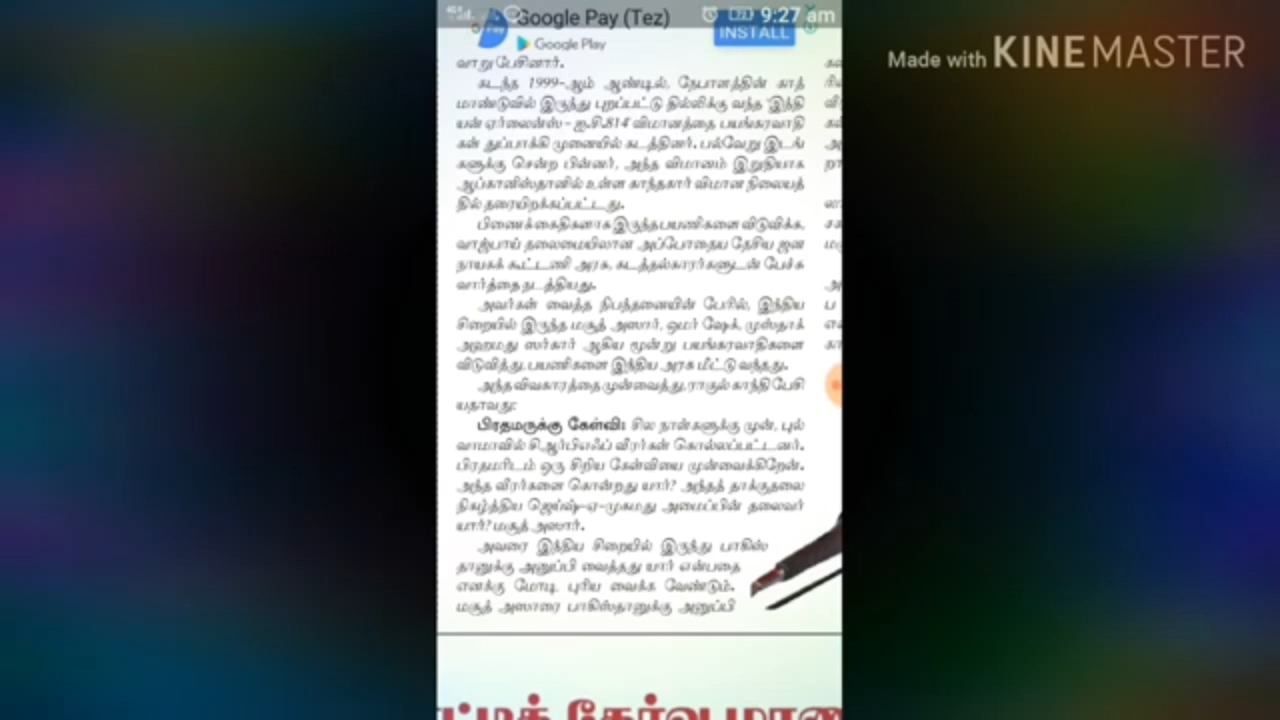 Google Pay (Tez)
9:27 am
INSTALL
Google Play
Made with KINEMASTER
வாறு பேசினார்.
கடந்த 1999-ஆம் ஆண்டில், நேபாளத்தின் காத்
மாண்டுவில் இருந்து புறப்பட்டு தில்லிக்கு வந்த 'இந்தி
யன் ஏர்லைன்ஸ் - ஐ.சி.814 விமானத்தை பயங்கரவாதி
கள் துப்பாக்கி முனையில் கடத்தினர். பல்வேறு இடங்
களுக்கு சென்ற பின்னர், அந்த விமானம் இறுதியாக
ஆப்கானிஸ்தானில் உள்ள காந்தகார் விமான நிலையத்
தில் தரையிறக்கப்பட்டது.
பிணைக்கைதிகளாக இருந்த பயணிகளை விடுவிக்க,
வாஜ்பாய் தலைமையிலான அப்போதைய தேசிய ஜன
நாயகக் கூட்டணி அரசு, கடத்தல்காரர்களுடன் பேச்சு
வார்த்தை நடத்தியது.
அவர்கள் வைத்த நிபந்தனையின் பேரில், இந்திய
சிறையில் இருந்த மசூத் அஸார், ஒமர் ஷேக், முஸ்தாக்
அஹமது ஸர்கார் ஆகிய மூன்று பயங்கரவாதிகளை
விடுவித்து, பயணிகளை இந்திய அரசு மீட்டு வந்தது.
அந்த விவகாரத்தை முன்வைத்து, ராகுல் காந்தி பேசி
யதாவது:
பிரதமருக்கு கேள்வி: சில நாள்களுக்கு முன், புல்
வாமாவில் சிஆர்பிஎஃப் வீரர்கள் கொல்லப்பட்டனர்.
பிரதமரிடம் ஒரு சிறிய கேள்வியை முன்வைக்கிறேன்.
அந்த வீரர்களை கொன்றது யார்? அந்தத் தாக்குதலை
நிகழ்த்திய ஜெய்ஷ்-ஏ-முகமது அமைப்பின் தலைவர்
யார்? மசூத் அஸார்.
அவரை இந்திய சிறையில் இருந்து பாகிஸ்
தானுக்கு அனுப்பி வைத்தது யார் என்பதை
எனக்கு மோடி புரிய வைக்க வேண்டும்.
மசூத் அஸாரை பாகிஸ்தானுக்கு அனுப்பி